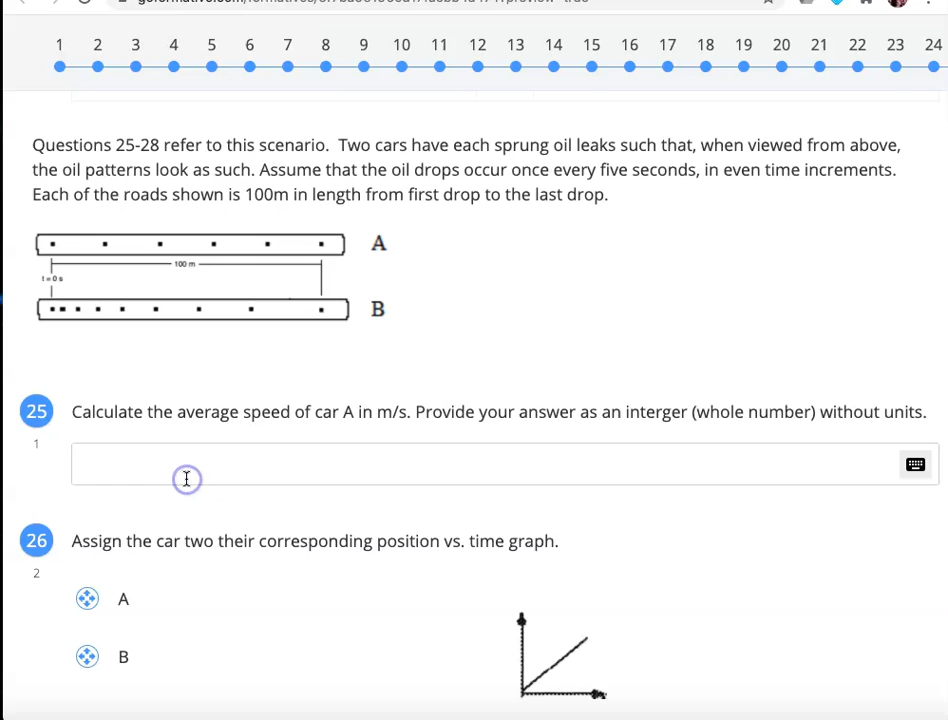 1 2 3 4 5 6 7 8 9 10 11 12 13 14 15 16 17 18 19 20 21 22 23 24
Questions 25-28 refer to this scenario. Two cars have each sprung oil leaks such that, when viewed from above,
the oil patterns look as such. Assume that the oil drops occur once every five seconds, in even time increments.
Each of the roads shown is 100m in length from first drop to the last drop.
A
100 m
t=0s
B
25 Calculate the average speed of car A in m/s. Provide your answer as an interger (whole number) without units.
1
26 Assign the car two their corresponding position vs. time graph.
2
A
B